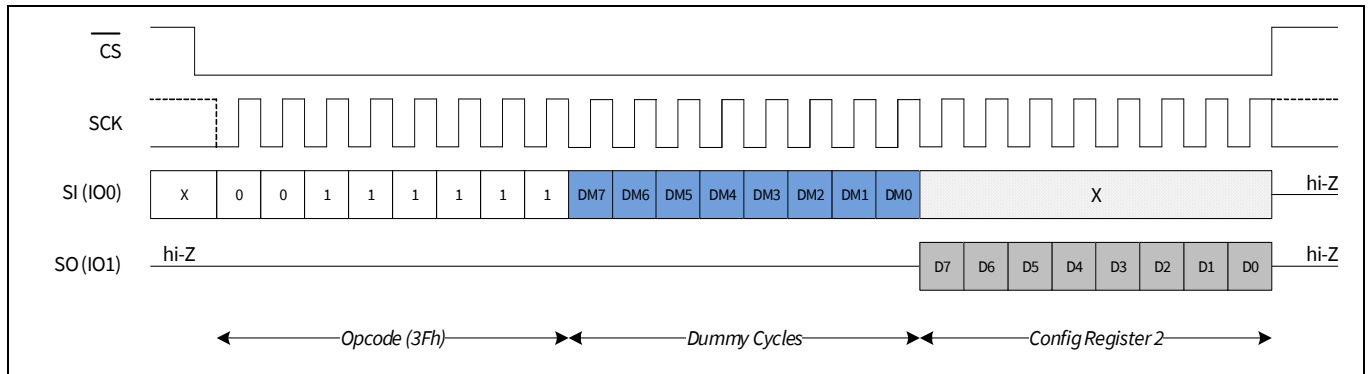 CS
SCK
SI (IO0) X 0 0 1 1 1 1 1 1 DM7 DM6 DM5 DM4 DM3 DM2 DM1 DM0 X hi-Z
SO (IO1) hi-Z D7 D6 D5 D4 D3 D2 D1 D0 hi-Z
Opcode (3Fh) Dummy Cycles Config Register 2